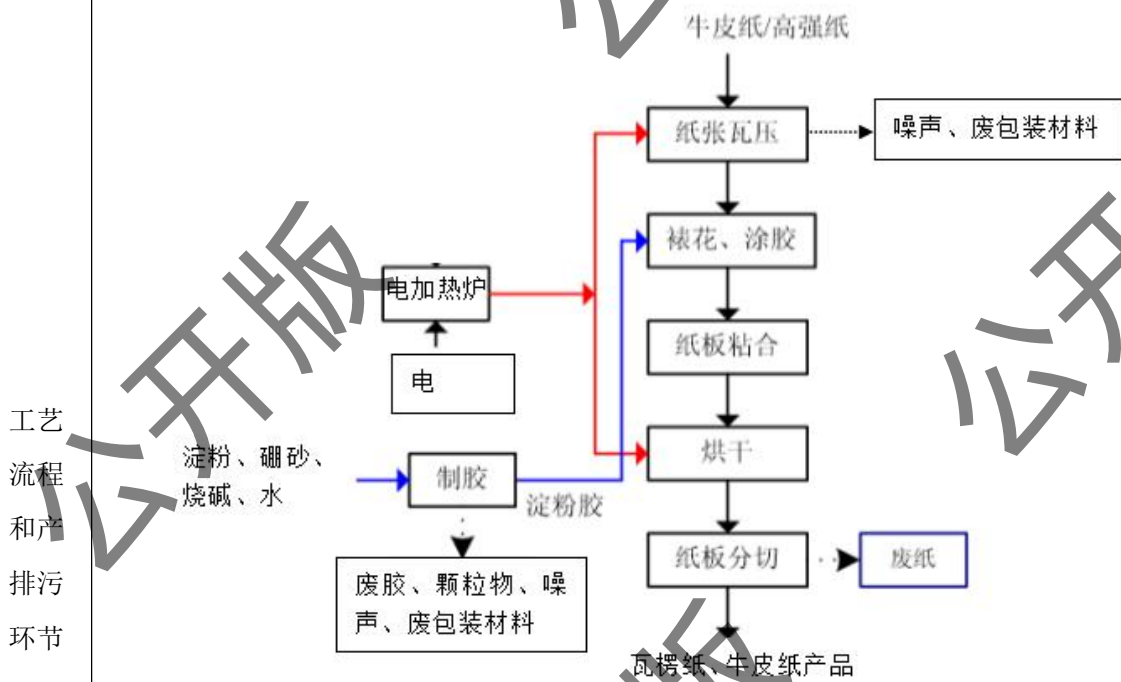 牛皮纸/高强纸
纸张瓦压
噪声、废包装材料
裱花、涂胶
电加热炉
纸板粘合
电
烘干
淀粉、硼砂、
烧碱、水
制胶
淀粉胶
纸板分切
废纸
废胶、颗粒物、噪
声、废包装材料
瓦楞纸、牛皮纸产品
工艺
流程
和产
排污
环节
公开版
公开
版